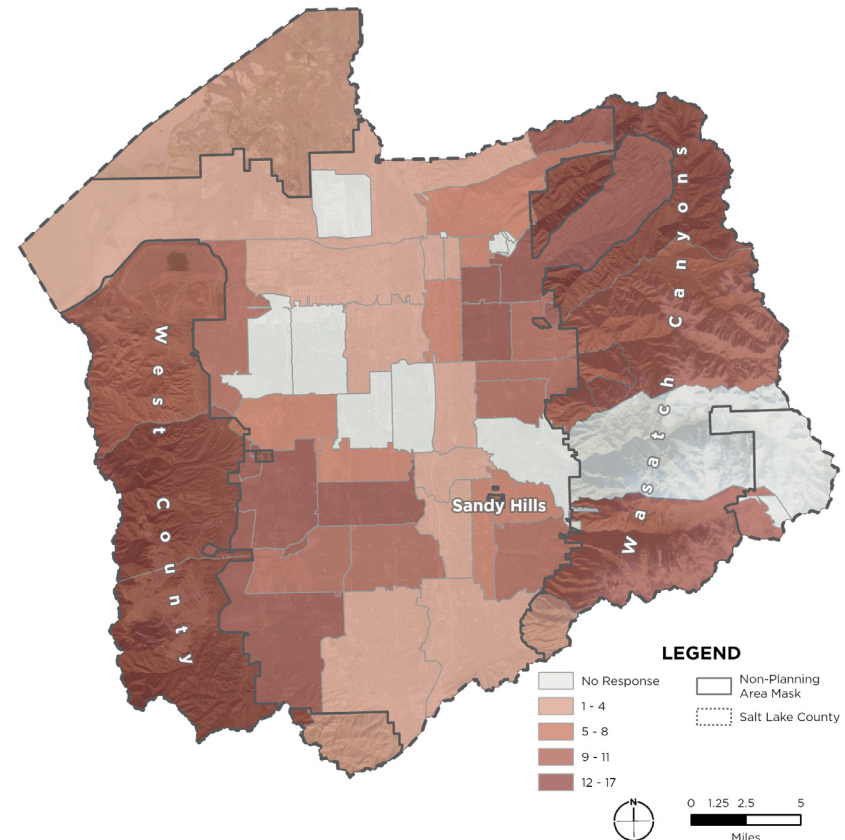 Wasatch Canyons
West County
Sandy Hills
LEGEND
No Response
1 - 4
5 - 8
9 - 11
12 - 17
Non-Planning
Area Mask
Salt Lake County
N
0 1.25 2.5 5
Miles